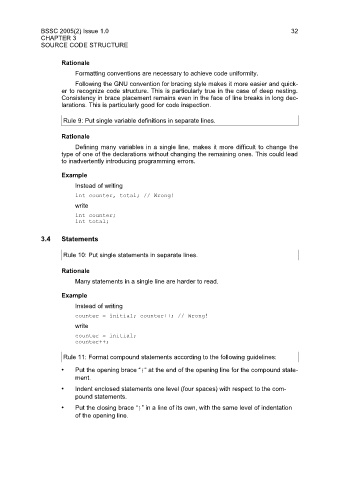 BSSC 2005(2) Issue 1.0 32
CHAPTER 3
SOURCE CODE STRUCTURE
Rationale
Formatting conventions are necessary to achieve code uniformity.
Following the GNU convention for bracing style makes it more easier and quick-
er to recognize code structure. This is particularly true in the case of deep nesting.
Consistency in brace placement remains even in the face of line breaks in long dec-
larations. This is particularly good for code inspection.
Rule 9: Put single variable definitions in separate lines.
Rationale
Defining many variables in a single line, makes it more difficult to change the
type of one of the declarations without changing the remaining ones. This could lead
to inadvertently introducing programming errors.
Example
Instead of writing
int counter, total; // Wrong!
write
int counter;
int total;
3.4 Statements
Rule 10: Put single statements in separate lines.
Rationale
Many statements in a single line are harder to read.
Example
Instead of writing
counter = initial; counter++; // Wrong!
write
counter = initial;
counter++;
Rule 11: Format compound statements according to the following guidelines:
• Put the opening brace "{" at the end of the opening line for the compound state-
ment.
• Indent enclosed statements one level (four spaces) with respect to the com-
pound statements.
• Put the closing brace "}" in a line of its own, with the same level of indentation
of the opening line.